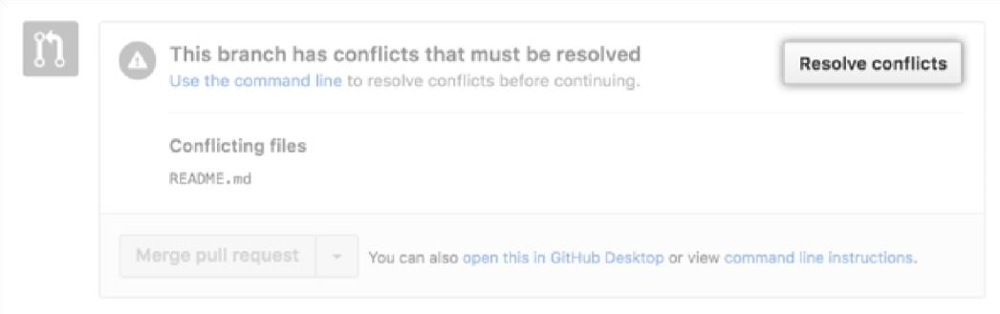 This branch has conflicts that must be resolved
Use the command line to resolve conflicts before continuing.
Resolve conflicts
Conflicting files
README.md
Merge pull request
You can also open this in GitHub Desktop or view command line instructions.